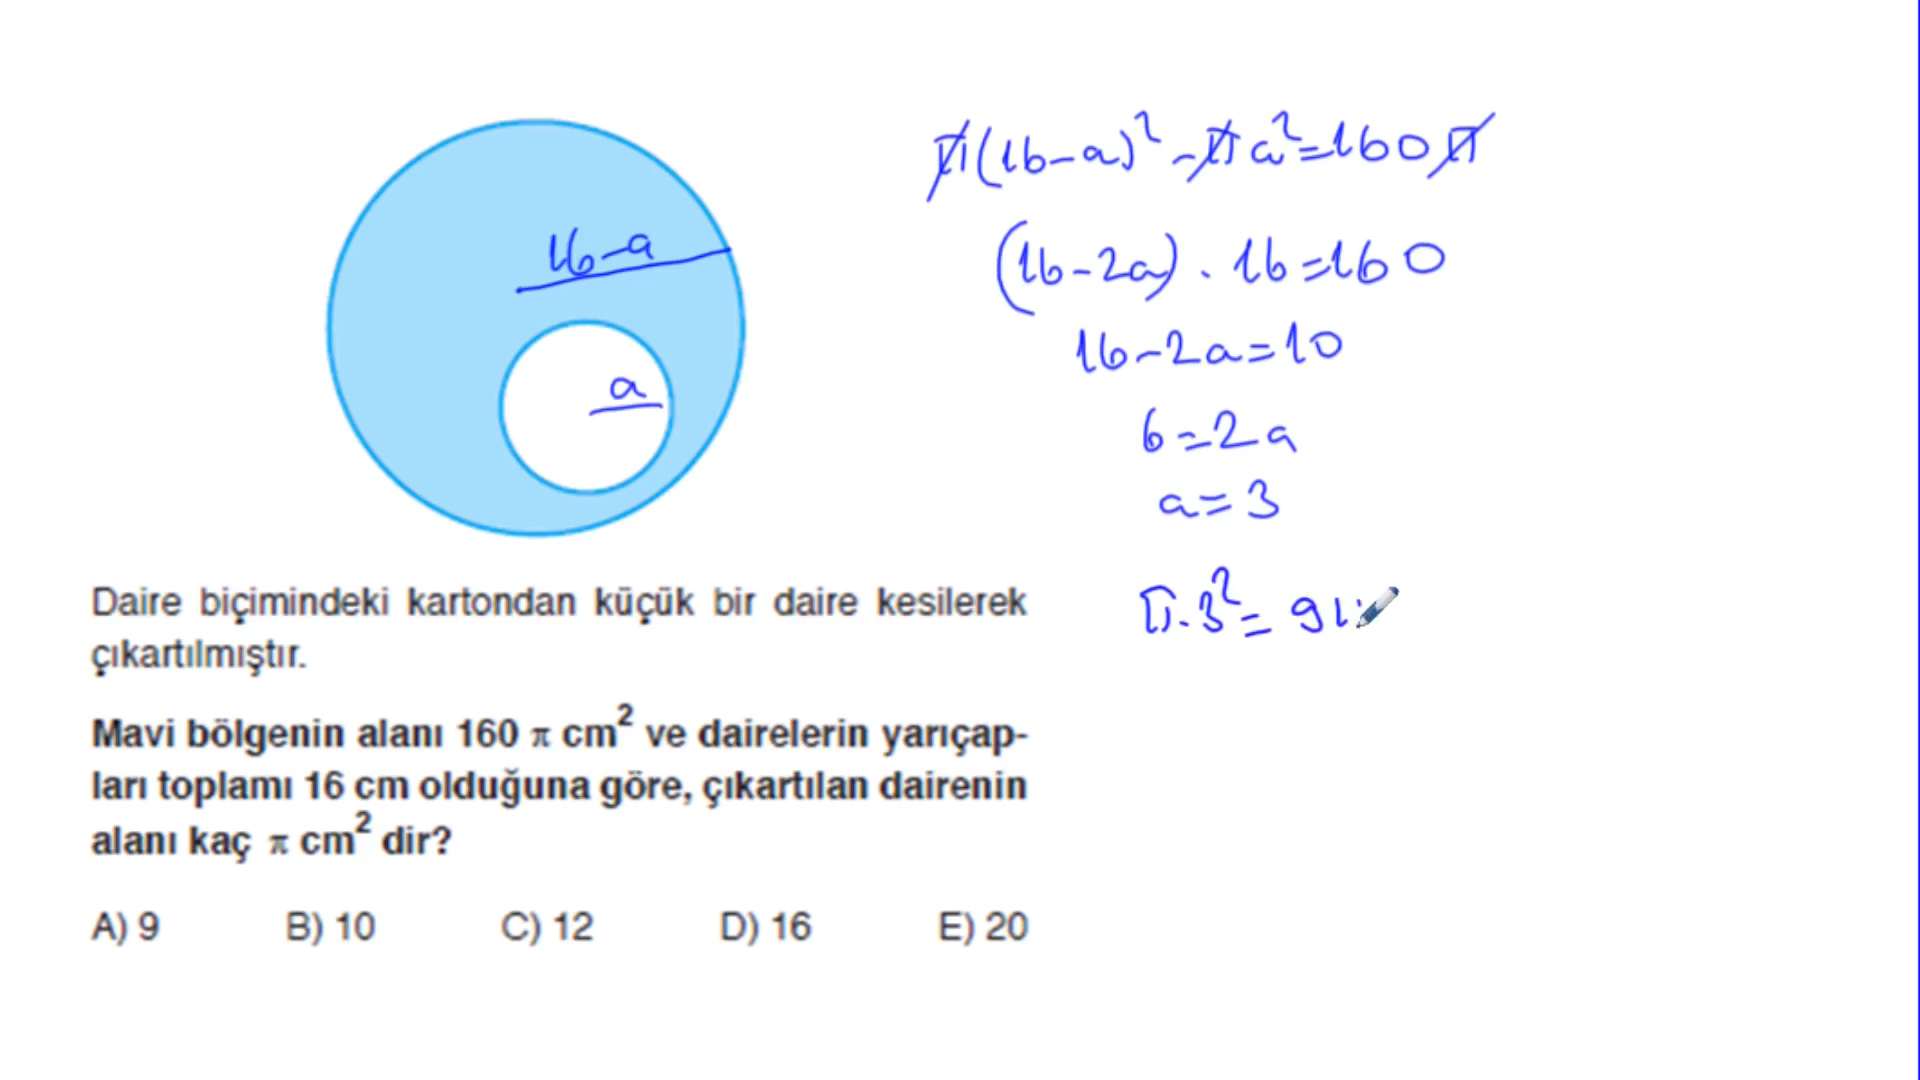 16-a
a
π(16-a)²-πa²=160π
(16-2a).16=160
16-2a=10
6=2a
a=3
π.3²=9
Daire biçimindeki kartondan küçük bir daire kesilerek
çıkartılmıştır.
Mavi bölgenin alanı 160 π cm² ve dairelerin yarıçap-
ları toplamı 16 cm olduğuna göre, çıkartılan dairenin
alanı kaç π cm² dir?
A) 9 B) 10 C) 12 D) 16 E) 20